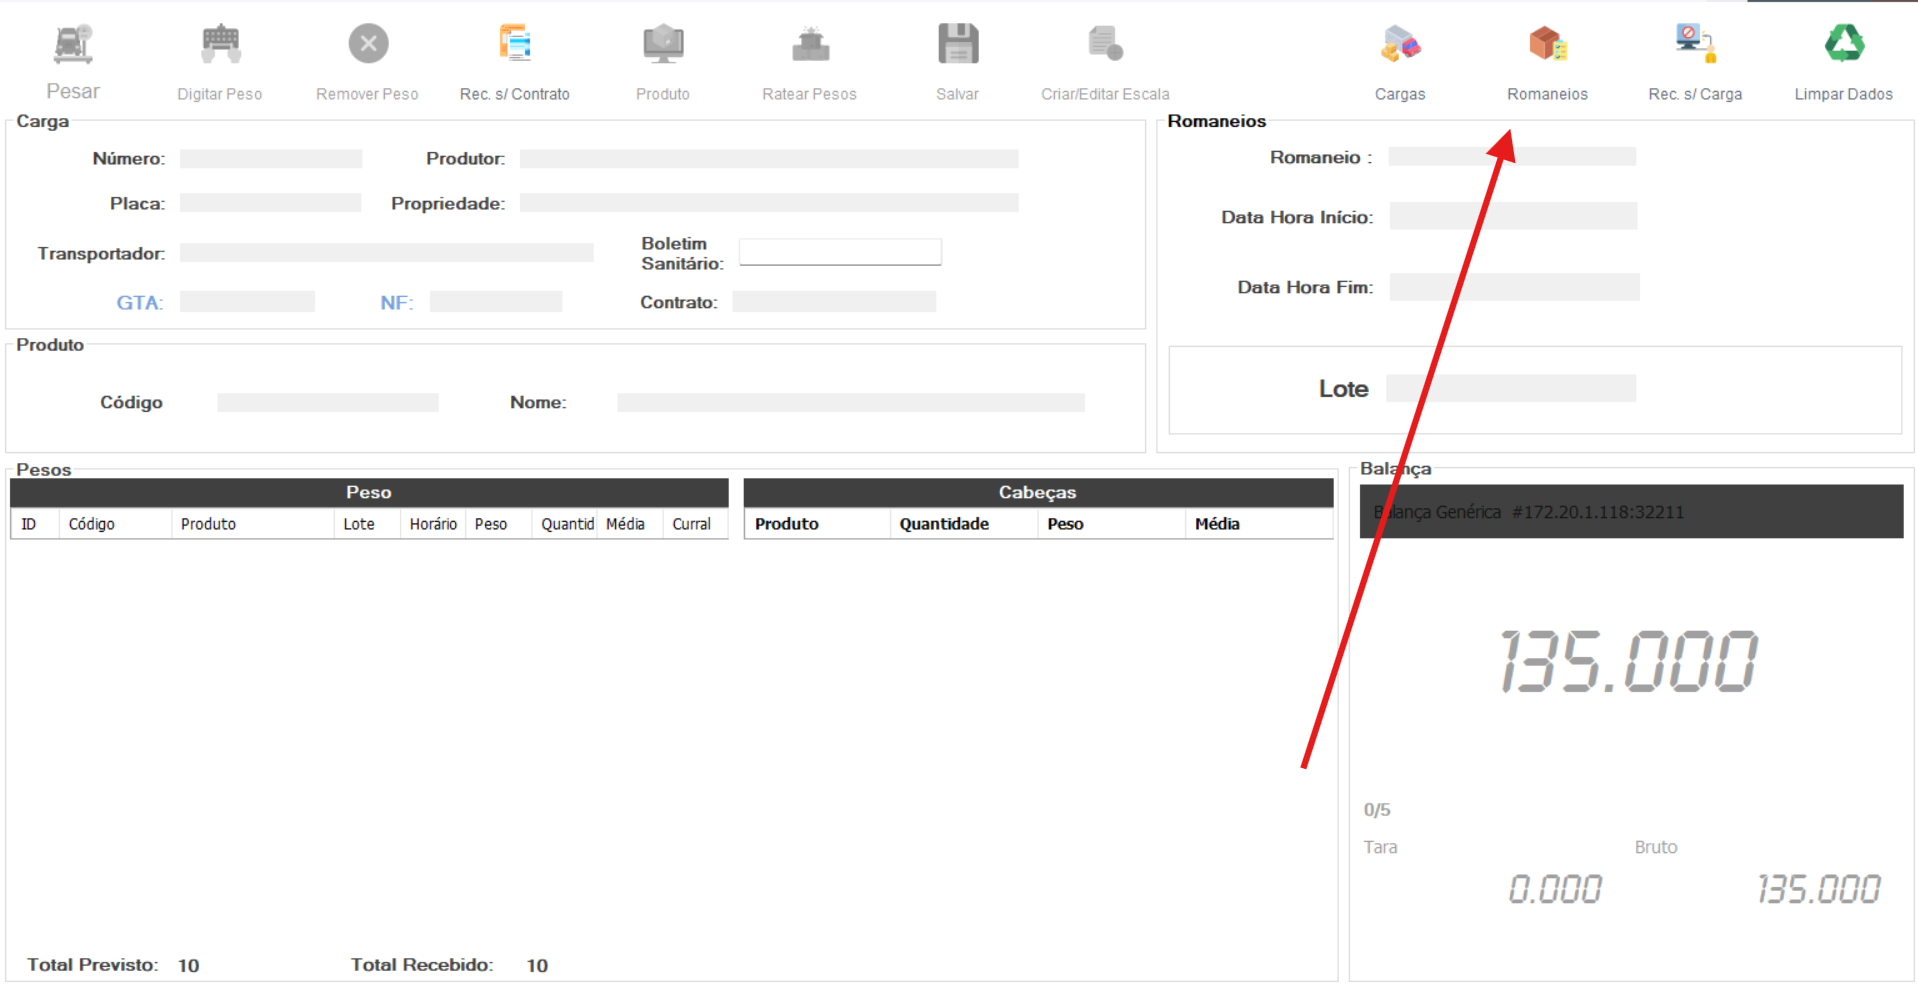 Pesar
Digitar Peso
Remover Peso
Rec. s/ Contrato
Produto
Ratear Pesos
Salvar
Criar/Editar Escala
Cargas
Romaneios
Rec. s/ Carga
Limpar Dados
Carga
Número:
Produtor:
Placa:
Propriedade:
Transportador:
Boletim
Sanitário:
GTA:
NF:
Contrato:
Romaneios
Romaneio :
Data Hora Início:
Data Hora Fim:
Lote
Produto
Código
Nome:
Pesos
Peso
ID Código Produto Lote Horário Peso Quantid Média Curral
Cabeças
Produto Quantidade Peso Média
Total Previsto: 10
Total Recebido: 10
Balança
Balança Genérica #172.20.1.118:32211
135.000
0/5
Tara
Bruto
0.000
135.000